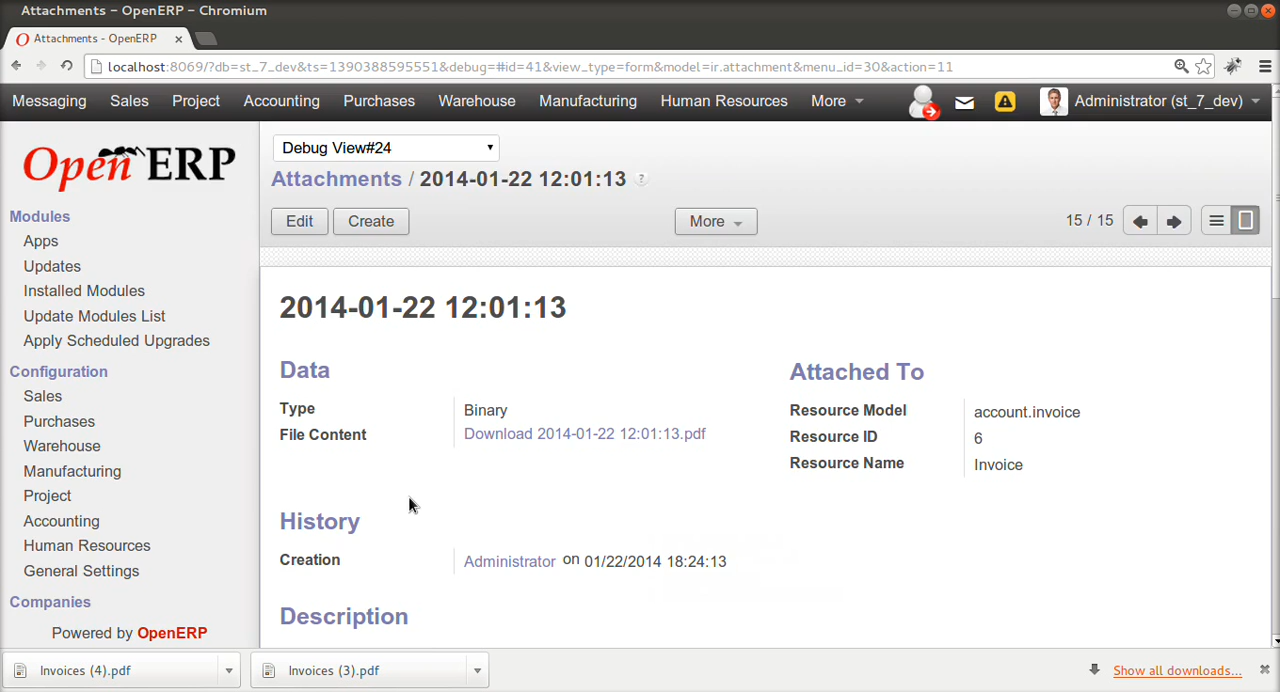 Attachments - OpenERP - Chromium
Attachments - OpenERP
localhost:8069/?db=st_7_dev&ts=1390388595551&debug=#id=41&view_type=form&model=ir.attachment&menu_id=30&action=11
Messaging Sales Project Accounting Purchases Warehouse Manufacturing Human Resources More Administrator (st_7_dev)
OpenERP
Modules
Apps
Updates
Installed Modules
Update Modules List
Apply Scheduled Upgrades
Configuration
Sales
Purchases
Warehouse
Manufacturing
Project
Accounting
Human Resources
General Settings
Companies
Powered by OpenERP
Debug View#24
Attachments / 2014-01-22 12:01:13 ?
Edit Create More 15 / 15
2014-01-22 12:01:13
Data
Type Binary
File Content Download 2014-01-22 12:01:13.pdf
Attached To
Resource Model account.invoice
Resource ID 6
Resource Name Invoice
History
Creation Administrator on 01/22/2014 18:24:13
Description
Invoices (4).pdf Invoices (3).pdf Show all downloads...